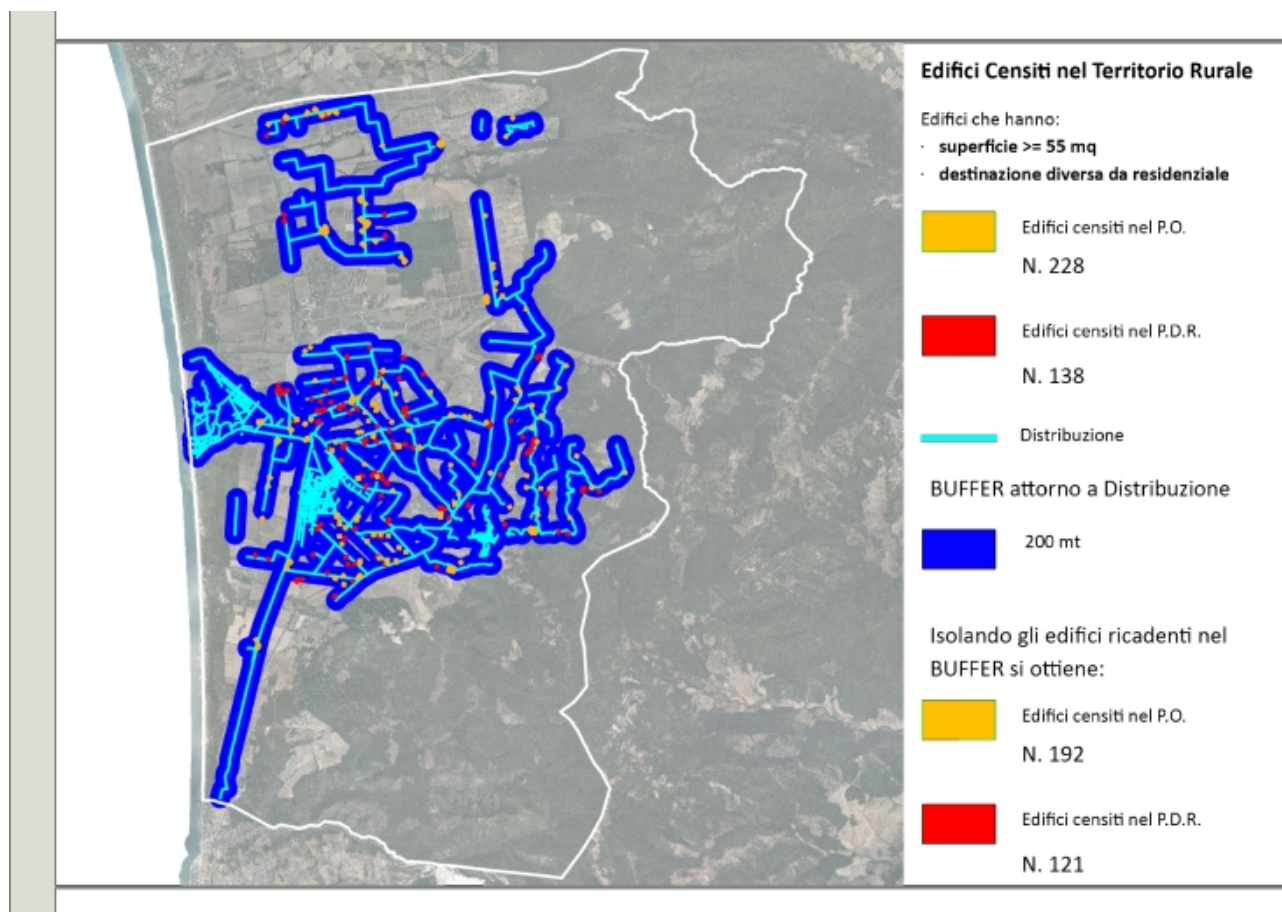 Edifici Censiti nel Territorio Rurale
Edifici che hanno:
· superficie >= 55 mq
· destinazione diversa da residenziale
Edifici censiti nel P.O.
N. 228
Edifici censiti nel P.D.R.
N. 138
Distribuzione
BUFFER attorno a Distribuzione
200 mt
Isolando gli edifici ricadenti nel
BUFFER si ottiene:
Edifici censiti nel P.O.
N. 192
Edifici censiti nel P.D.R.
N. 121